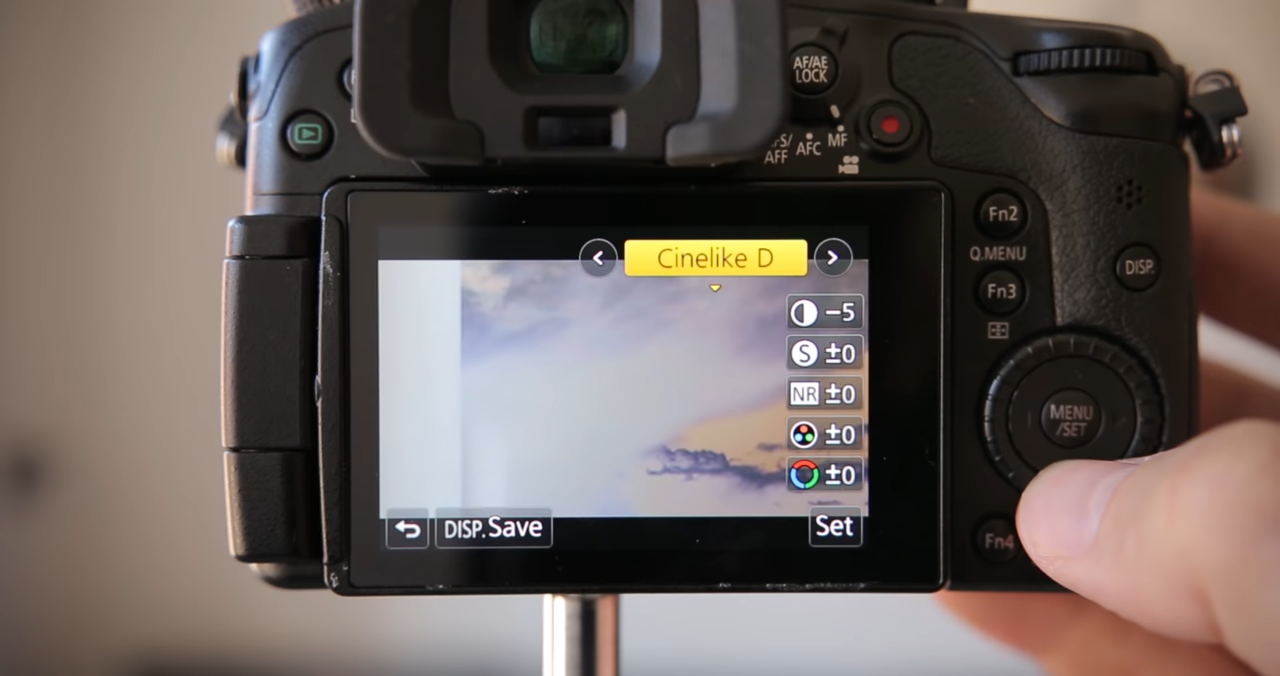 AF/AE
LOCK
AFC
MF
AFF
Fn2
Q.MENU
DISP.
Fn3
MENU
/SET
Fn4
Cinelike D
−5
S ±0
NR ±0
±0
±0
DISP.Save
Set